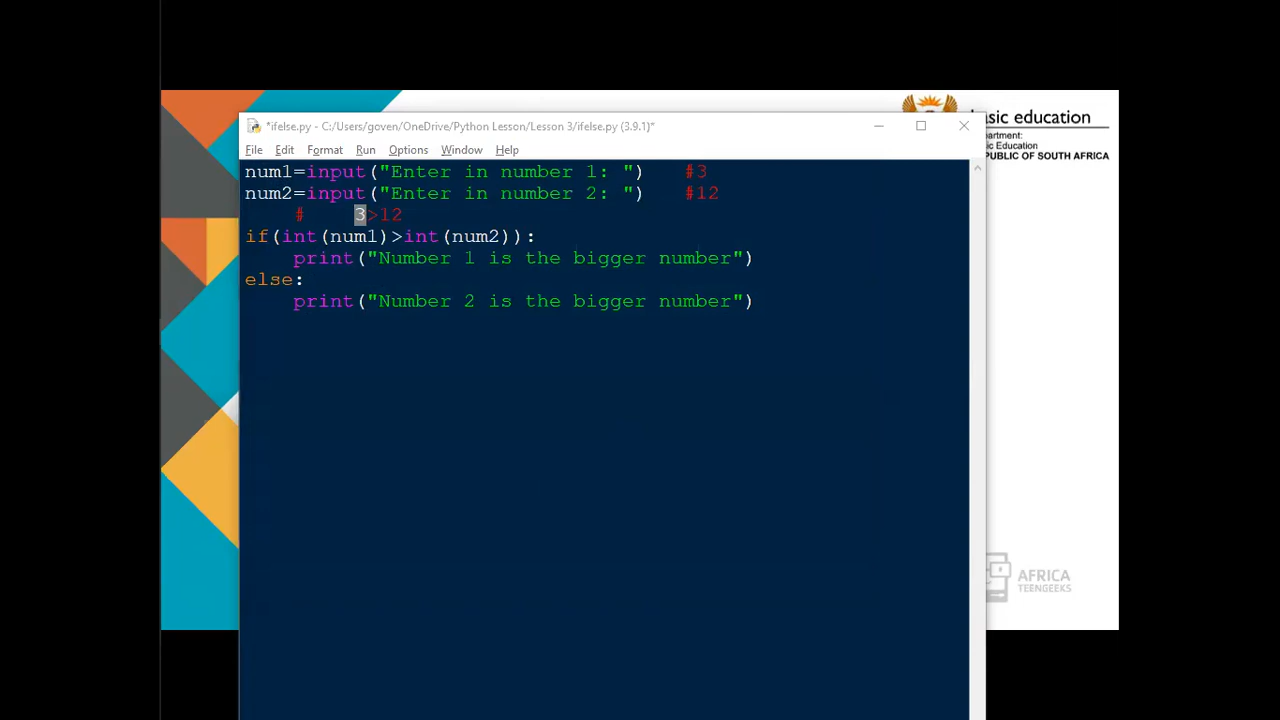 *ifelse.py - C:/Users/goven/OneDrive/Python Lesson/Lesson 3/ifelse.py (3.9.1)*
File Edit Format Run Options Window Help
num1=input("Enter in number 1: ")    #3
num2=input("Enter in number 2: ")    #12
    #    3>12
if(int(num1)>int(num2)):
    print("Number 1 is the bigger number")
else:
    print("Number 2 is the bigger number")
asic education
partment:
ic Education
PUBLIC OF SOUTH AFRICA
AFRICA
TEENGEEKS